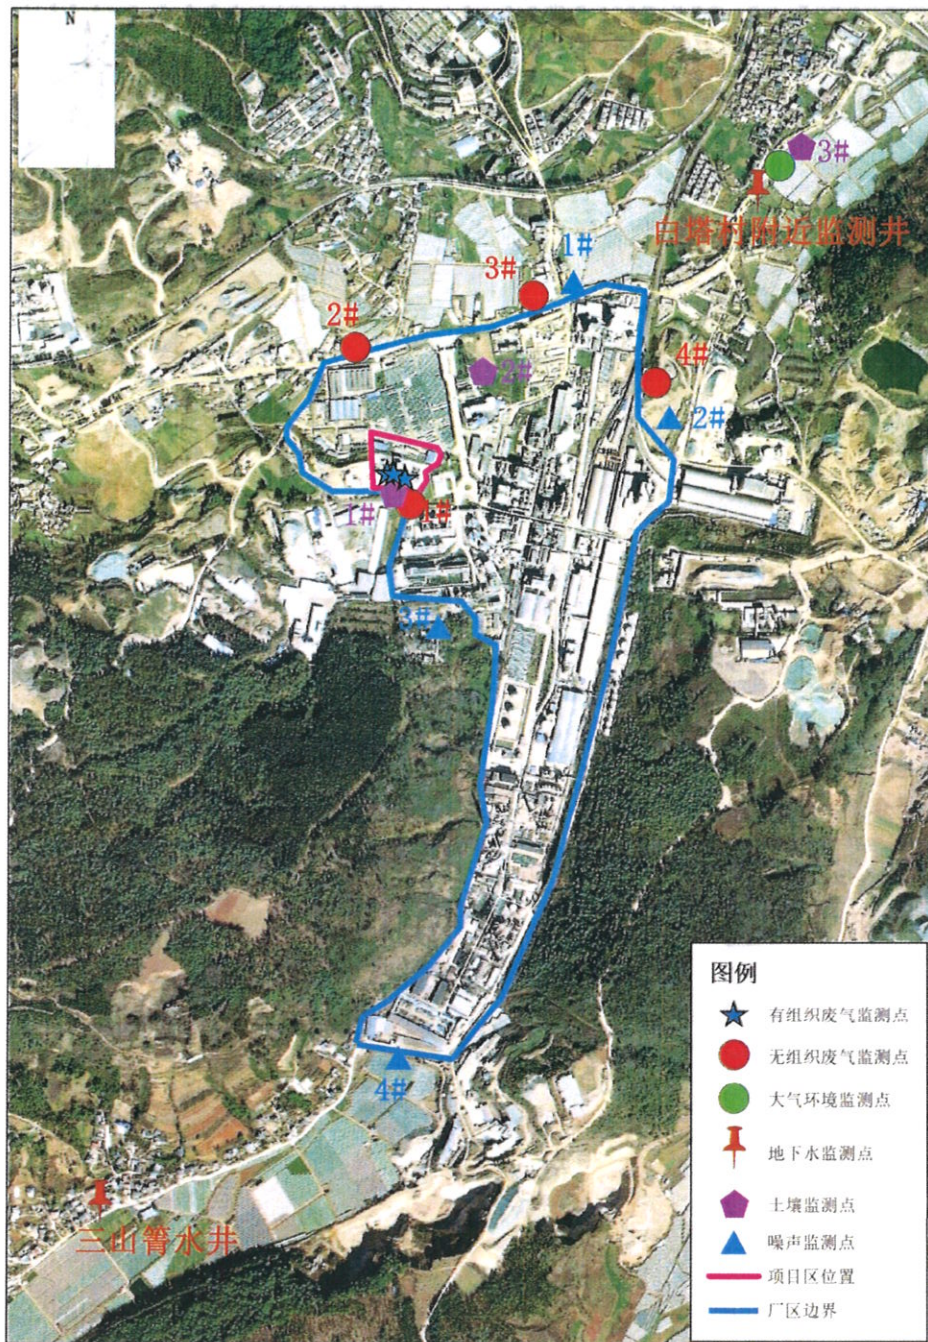 N
3#
白塔村附近监测井
1#
3#
2#
4#
2#
2#
1#
1#
3#
4#
三山箐水井
图例
有组织废气监测点
无组织废气监测点
大气环境监测点
地下水监测点
土壤监测点
噪声监测点
项目区位置
厂区边界